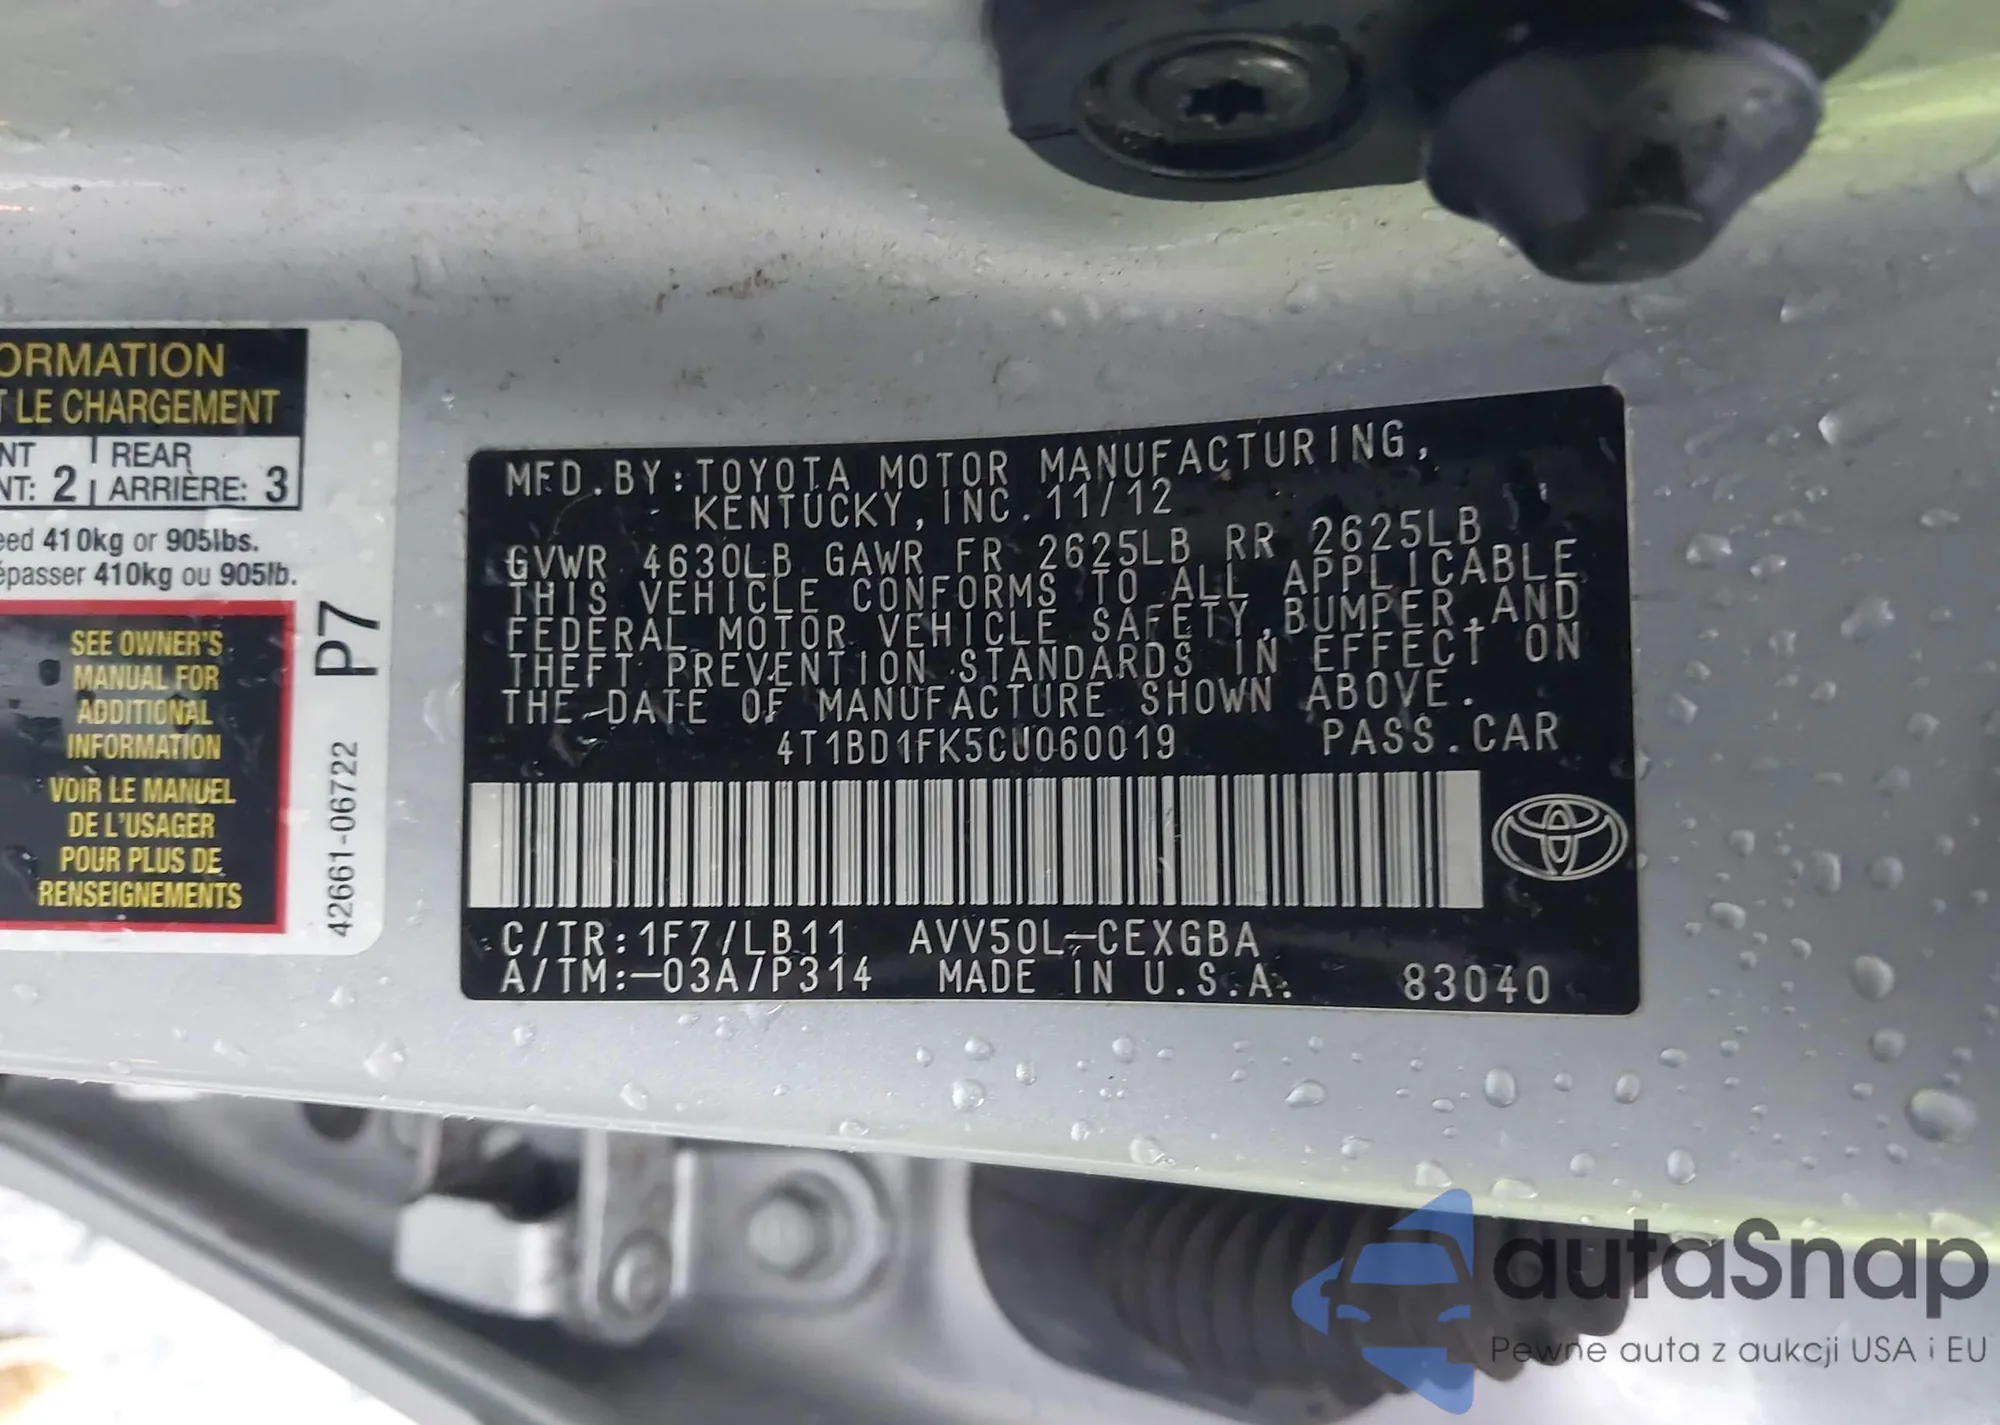 ORMATION
T LE CHARGEMENT
NT REAR
NT: 2 ARRIÈRE: 3
eed 410kg or 905lbs.
épasser 410kg ou 905lb.
SEE OWNER'S
MANUAL FOR
ADDITIONAL
INFORMATION
VOIR LE MANUEL
DE L'USAGER
POUR PLUS DE
RENSEIGNEMENTS
P7
42661-06722
MFD.BY:TOYOTA MOTOR MANUFACTURING,
KENTUCKY,INC.11/12
GVWR 4630LB GAWR FR 2625LB RR 2625LB
THIS VEHICLE CONFORMS TO ALL APPLICABLE
FEDERAL MOTOR VEHICLE SAFETY,BUMPER,AND
THEFT PREVENTION STANDARDS IN EFFECT ON
THE DATE OF MANUFACTURE SHOWN ABOVE.
4T1BD1FK5CU060019 PASS.CAR
C/TR:1F7/LB11 AVV50L-CEXGBA
A/TM:-03A/P314 MADE IN U.S.A. 83040
autaSnap
Pewne auta z aukcji USA i EU